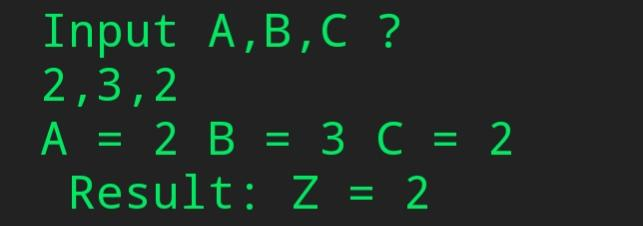 Input A,B,C ?
2,3,2
A = 2 B = 3 C = 2
Result: Z = 2